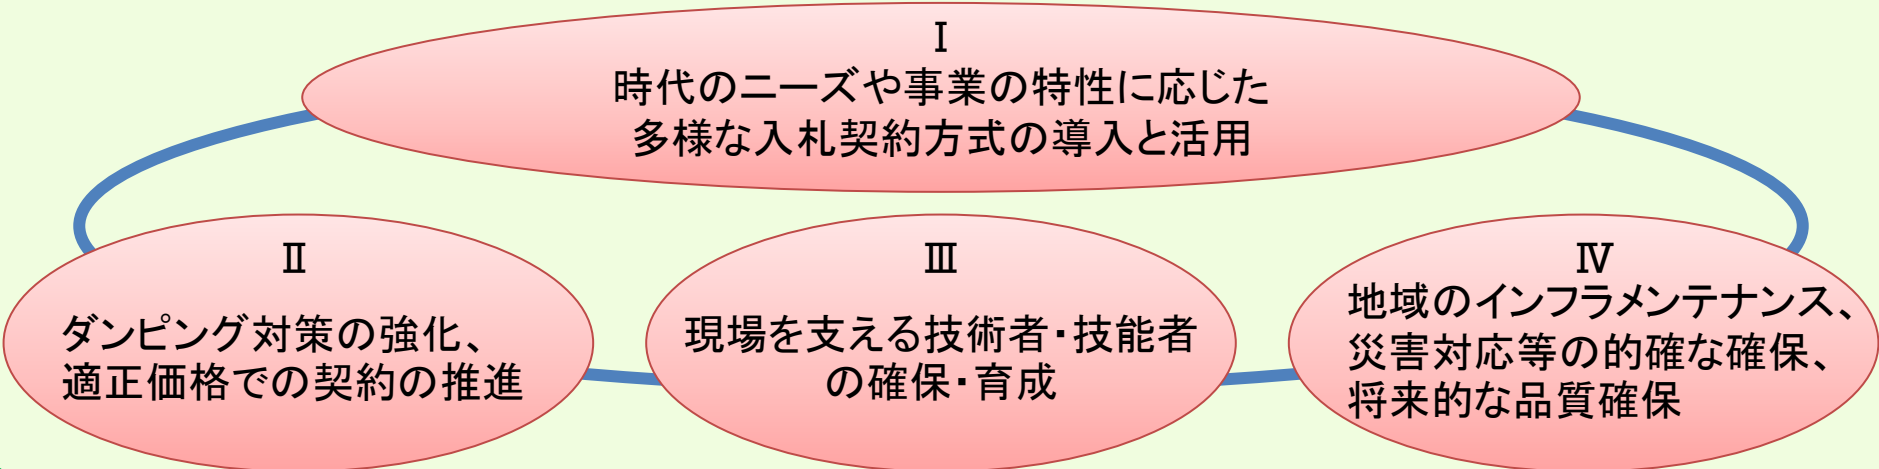 Ⅰ
時代のニーズや事業の特性に応じた
多様な入札契約方式の導入と活用
Ⅱ
ダンピング対策の強化、
適正価格での契約の推進
Ⅲ
現場を支える技術者・技能者
の確保・育成
Ⅳ
地域のインフラメンテナンス、
災害対応等の的確な確保、
将来的な品質確保